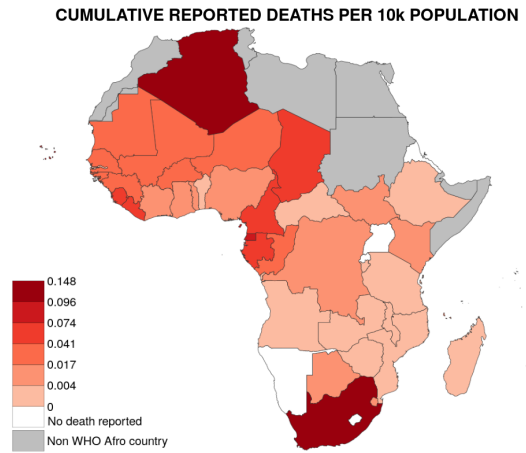 CUMULATIVE REPORTED DEATHS PER 10k POPULATION
0.148
0.096
0.074
0.041
0.017
0.004
0
No death reported
Non WHO Afro country